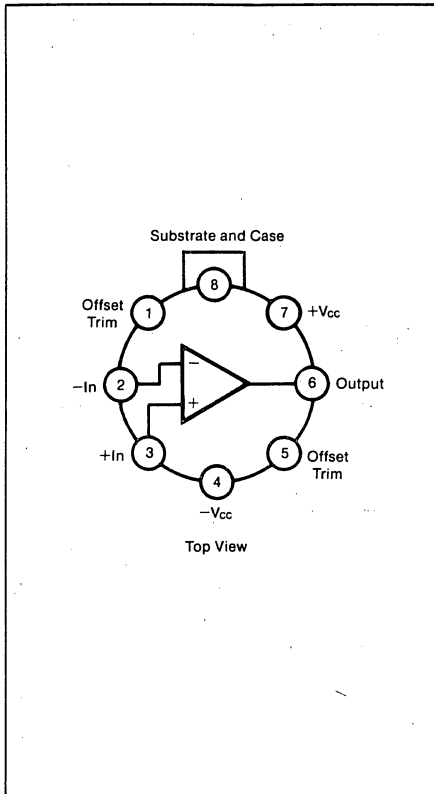 Substrate and Case
8
Offset
Trim
1
7
+Vcc
−In
2
−
6
Output
+
+In
3
5
Offset
Trim
4
−Vcc
Top View